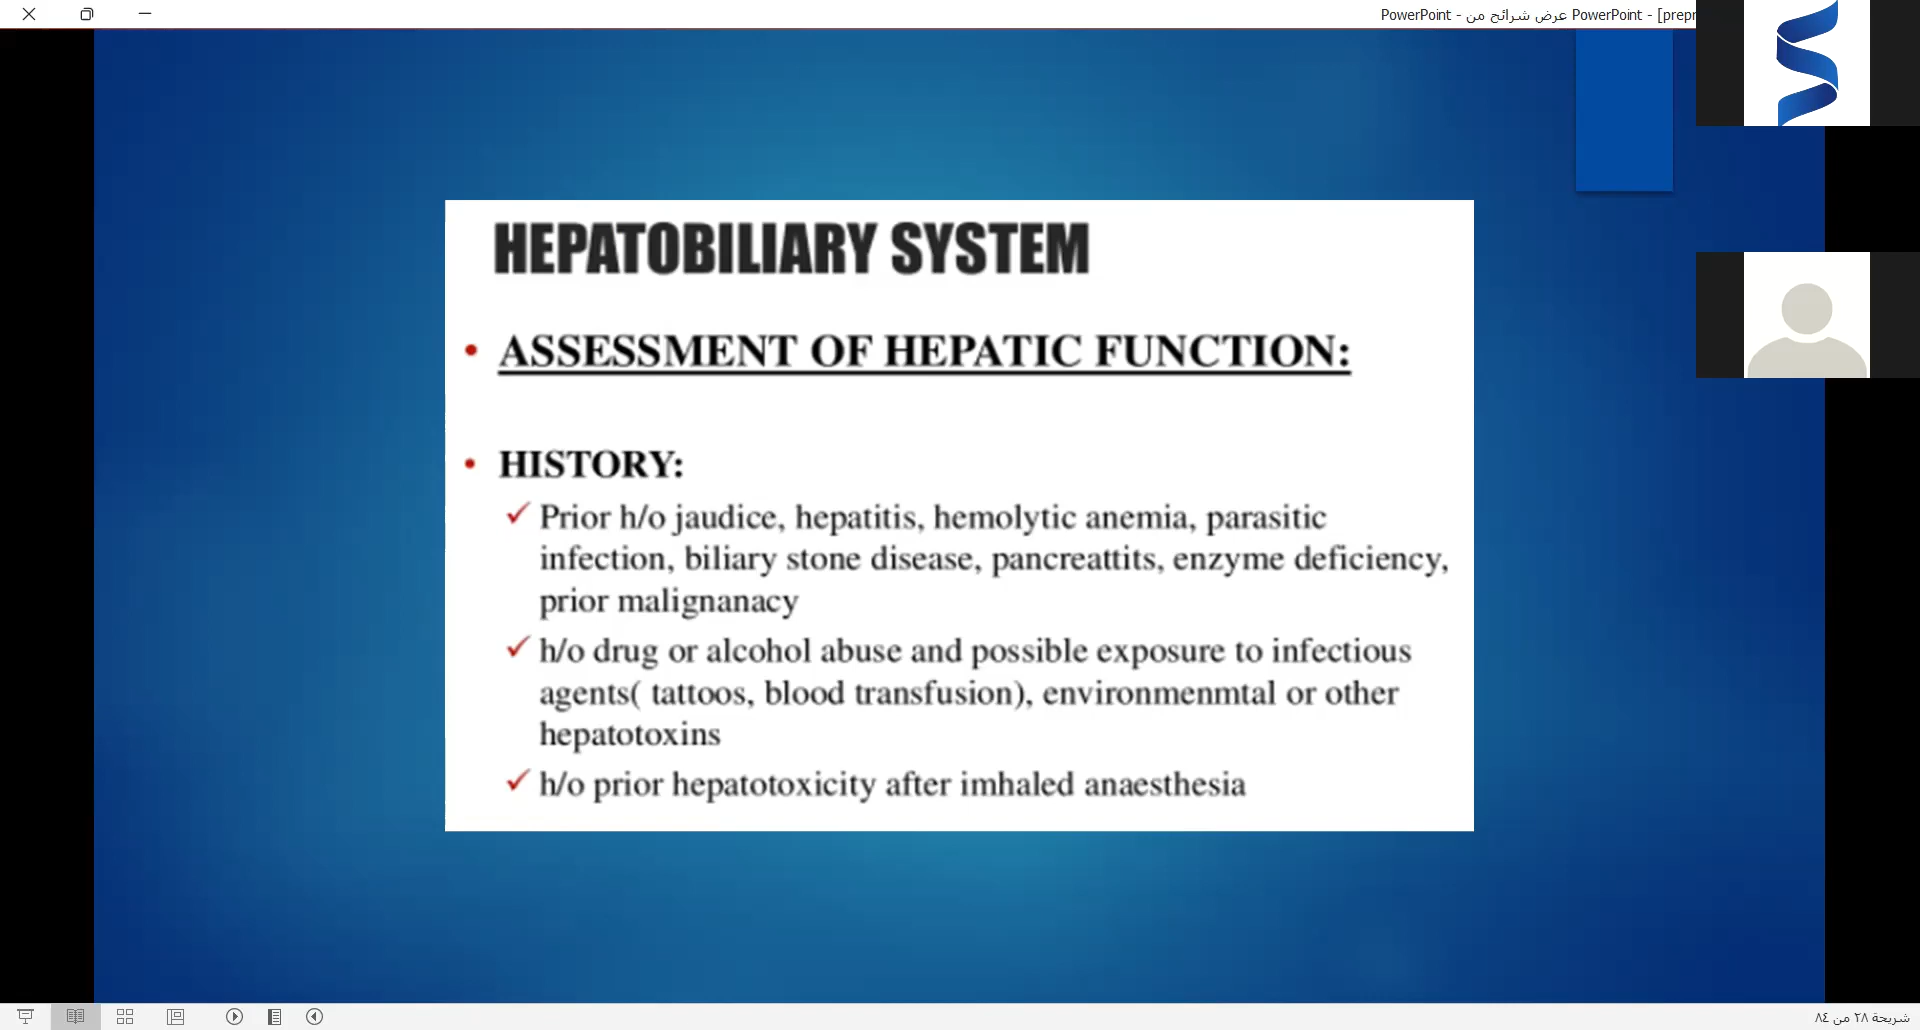 PowerPoint - عرض شرائح من PowerPoint - [prepr
HEPATOBILIARY SYSTEM
• ASSESSMENT OF HEPATIC FUNCTION:
• HISTORY:
✓ Prior h/o jaudice, hepatitis, hemolytic anemia, parasitic
infection, biliary stone disease, pancreattits, enzyme deficiency,
prior malignanacy
✓ h/o drug or alcohol abuse and possible exposure to infectious
agents( tattoos, blood transfusion), environmenmtal or other
hepatotoxins
✓ h/o prior hepatotoxicity after imhaled anaesthesia
شريحة ٢٨ من ٨٤